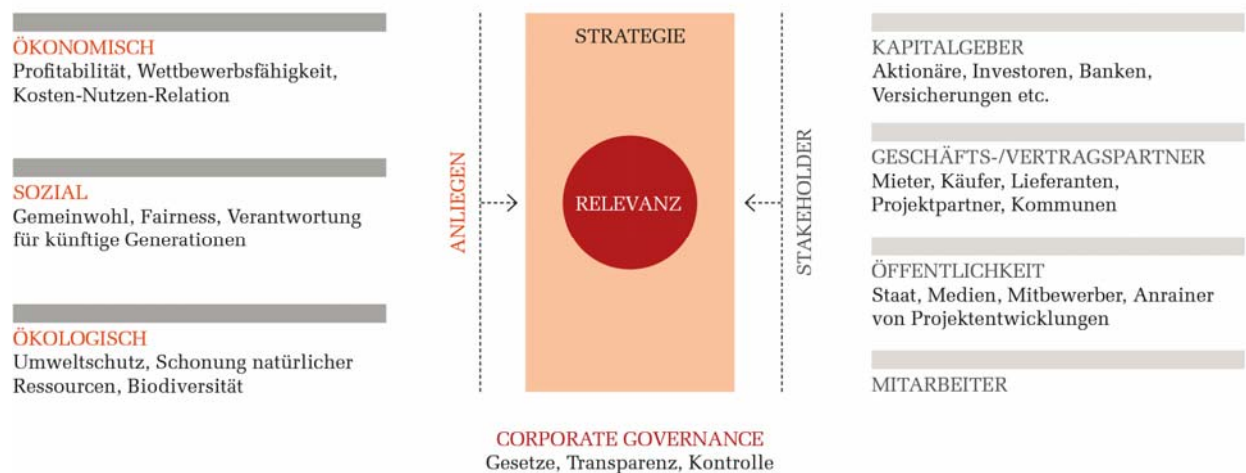 ÖKONOMISCH
Profitabilität, Wettbewerbsfähigkeit,
Kosten-Nutzen-Relation
SOZIAL
Gemeinwohl, Fairness, Verantwortung
für künftige Generationen
ÖKOLOGISCH
Umweltschutz, Schonung natürlicher
Ressourcen, Biodiversität
ANLIEGEN
STRATEGIE
RELEVANZ
STAKEHOLDER
KAPITALGEBER
Aktionäre, Investoren, Banken,
Versicherungen etc.
GESCHÄFTS-/VERTRAGSPARTNER
Mieter, Käufer, Lieferanten,
Projektpartner, Kommunen
ÖFFENTLICHKEIT
Staat, Medien, Mitbewerber, Anrainer
von Projektentwicklungen
MITARBEITER
CORPORATE GOVERNANCE
Gesetze, Transparenz, Kontrolle